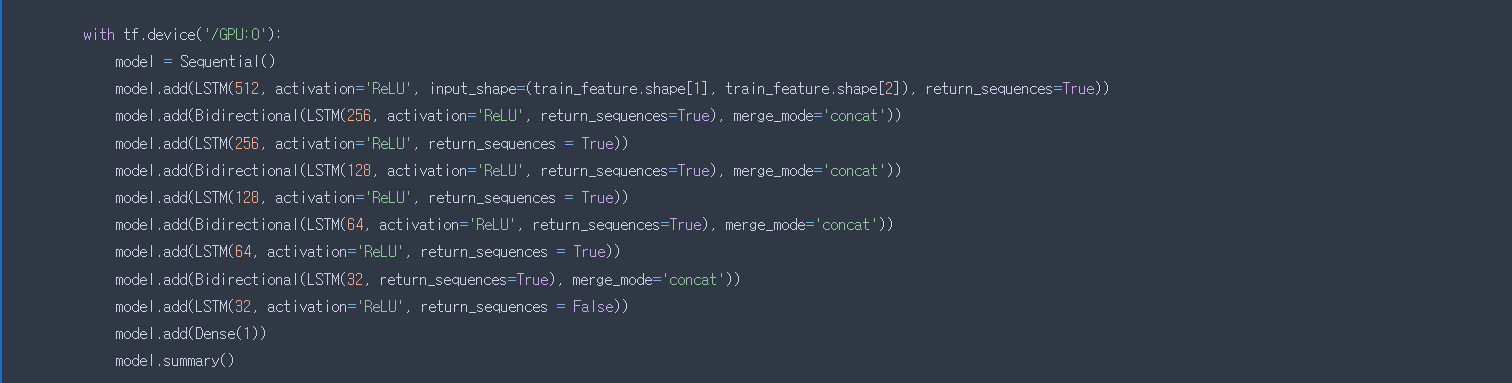 with tf.device('/GPU:0'):
model = Sequential()
model.add(LSTM(512, activation='ReLU', input_shape=(train_feature.shape[1], train_feature.shape[2]), return_sequences=True))
model.add(Bidirectional(LSTM(256, activation='ReLU', return_sequences=True), merge_mode='concat'))
model.add(LSTM(256, activation='ReLU', return_sequences = True))
model.add(Bidirectional(LSTM(128, activation='ReLU', return_sequences=True), merge_mode='concat'))
model.add(LSTM(128, activation='ReLU', return_sequences = True))
model.add(Bidirectional(LSTM(64, activation='ReLU', return_sequences=True), merge_mode='concat'))
model.add(LSTM(64, activation='ReLU', return_sequences = True))
model.add(Bidirectional(LSTM(32, return_sequences=True), merge_mode='concat'))
model.add(LSTM(32, activation='ReLU', return_sequences = False))
model.add(Dense(1))
model.summary()